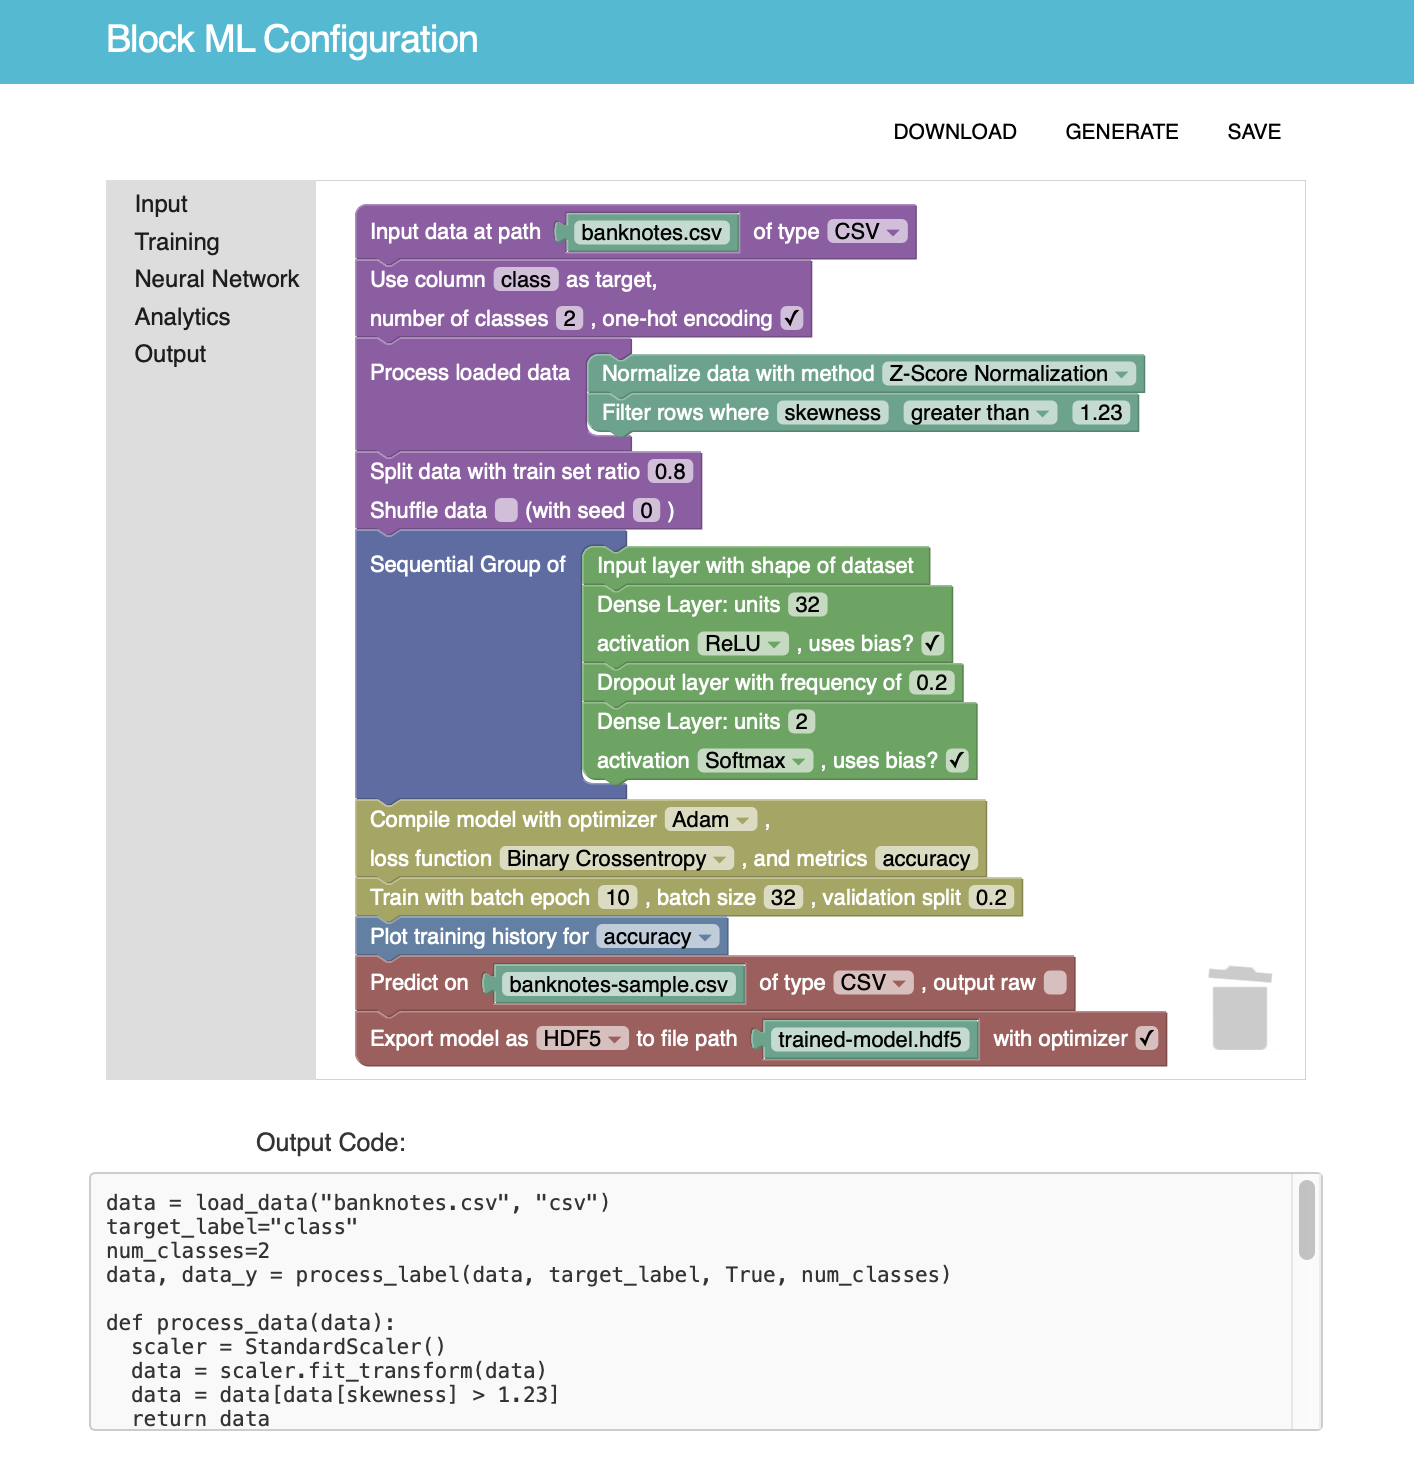 Block ML Configuration
DOWNLOAD GENERATE SAVE
Input
Training
Neural Network
Analytics
Output
Input data at path banknotes.csv of type CSV
Use column class as target,
number of classes 2 , one-hot encoding ✓
Process loaded data
Normalize data with method Z-Score Normalization
Filter rows where skewness greater than 1.23
Split data with train set ratio 0.8
Shuffle data (with seed 0 )
Sequential Group of
Input layer with shape of dataset
Dense Layer: units 32
activation ReLU , uses bias? ✓
Dropout layer with frequency of 0.2
Dense Layer: units 2
activation Softmax , uses bias? ✓
Compile model with optimizer Adam ,
loss function Binary Crossentropy , and metrics accuracy
Train with batch epoch 10 , batch size 32 , validation split 0.2
Plot training history for accuracy
Predict on banknotes-sample.csv of type CSV , output raw
Export model as HDF5 to file path trained-model.hdf5 with optimizer ✓
Output Code:
data = load_data("banknotes.csv", "csv")
target_label="class"
num_classes=2
data, data_y = process_label(data, target_label, True, num_classes)
def process_data(data):
  scaler = StandardScaler()
  data = scaler.fit_transform(data)
  data = data[data[skewness] > 1.23]
  return data